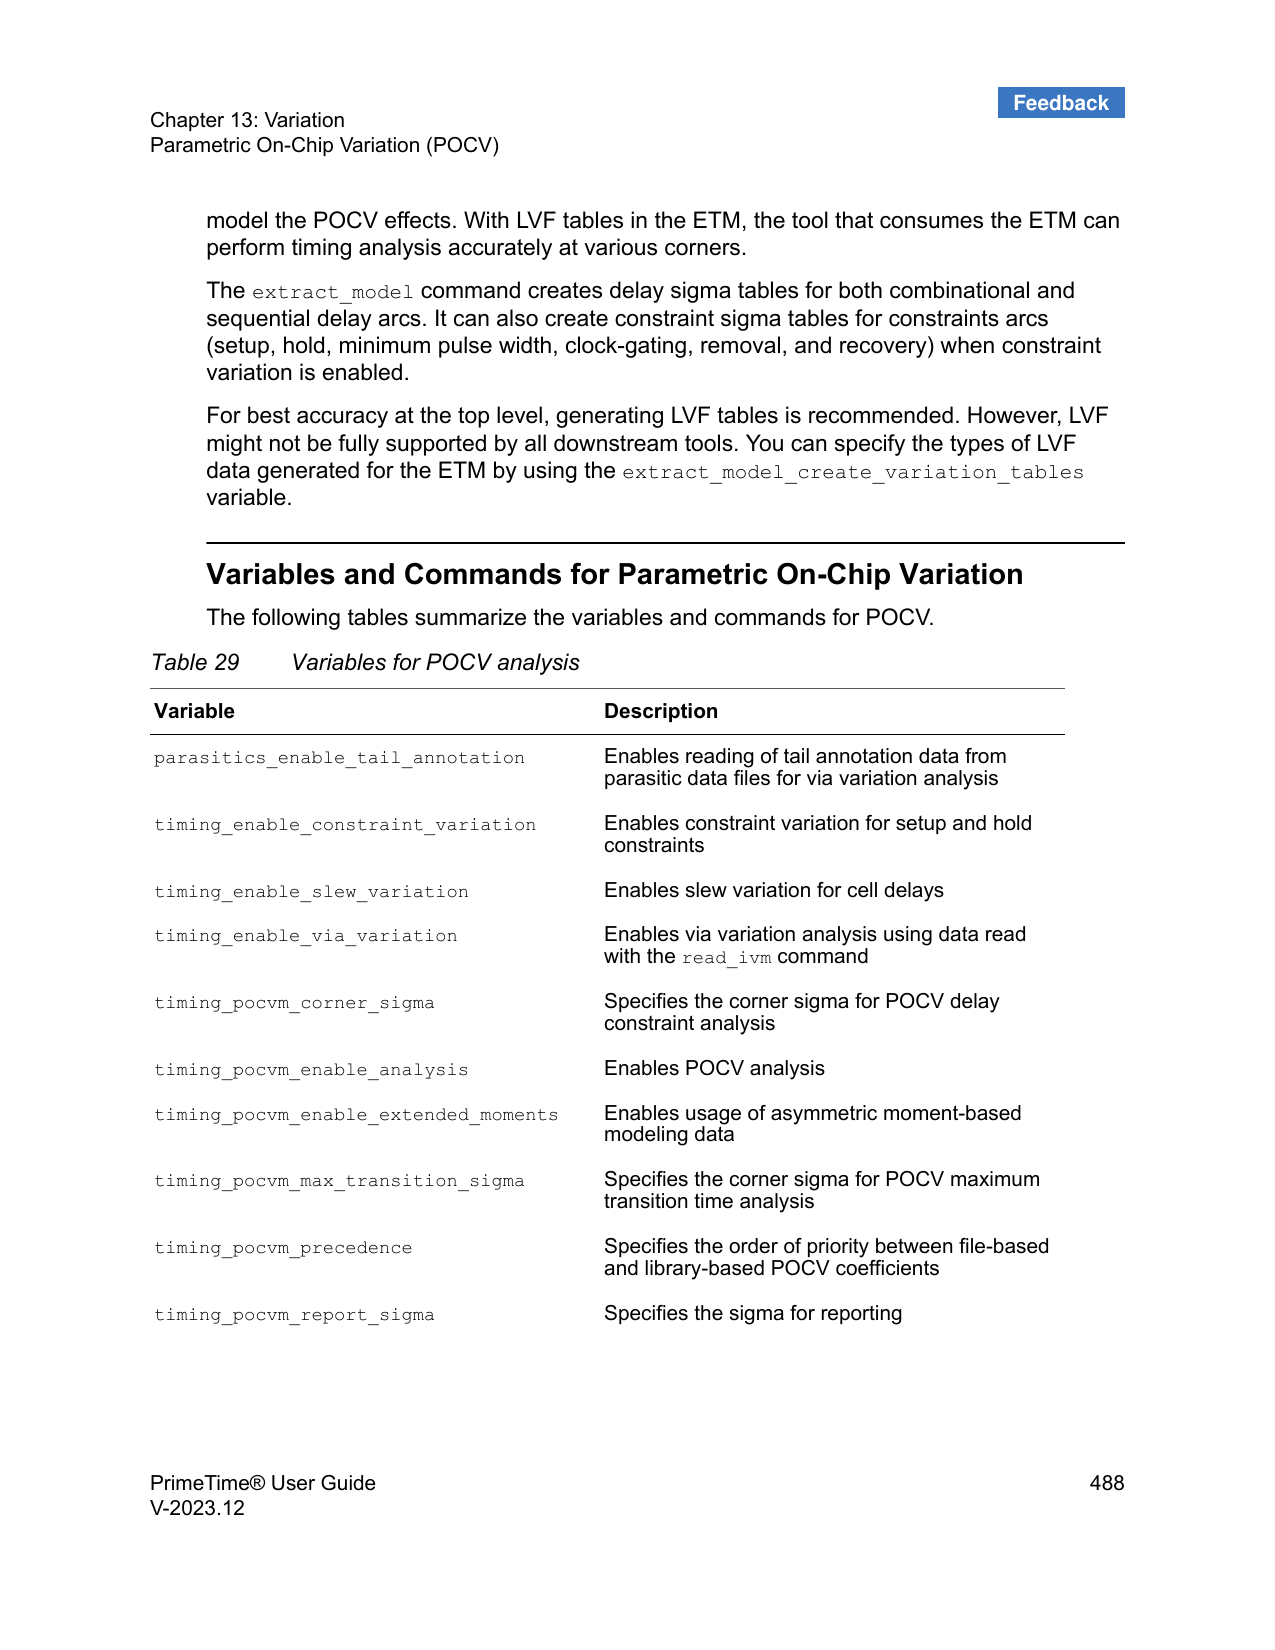 Feedback
Chapter 13: Variation
Parametric On-Chip Variation (POCV)
model the POCV effects. With LVF tables in the ETM, the tool that consumes the ETM can
perform timing analysis accurately at various corners.
The extract_model command creates delay sigma tables for both combinational and
sequential delay arcs. It can also create constraint sigma tables for constraints arcs
(setup, hold, minimum pulse width, clock-gating, removal, and recovery) when constraint
variation is enabled.
For best accuracy at the top level, generating LVF tables is recommended. However, LVF
might not be fully supported by all downstream tools. You can specify the types of LVF
data generated for the ETM by using the extract_model_create_variation_tables
variable.
Variables and Commands for Parametric On-Chip Variation
The following tables summarize the variables and commands for POCV.
Table 29 Variables for POCV analysis
Variable Description
parasitics_enable_tail_annotation Enables reading of tail annotation data from
parasitic data files for via variation analysis
timing_enable_constraint_variation Enables constraint variation for setup and hold
constraints
timing_enable_slew_variation Enables slew variation for cell delays
timing_enable_via_variation Enables via variation analysis using data read
with the read_ivm command
timing_pocvm_corner_sigma Specifies the corner sigma for POCV delay
constraint analysis
timing_pocvm_enable_analysis Enables POCV analysis
timing_pocvm_enable_extended_moments Enables usage of asymmetric moment-based
modeling data
timing_pocvm_max_transition_sigma Specifies the corner sigma for POCV maximum
transition time analysis
timing_pocvm_precedence Specifies the order of priority between file-based
and library-based POCV coefficients
timing_pocvm_report_sigma Specifies the sigma for reporting
PrimeTime® User Guide 488
V-2023.12